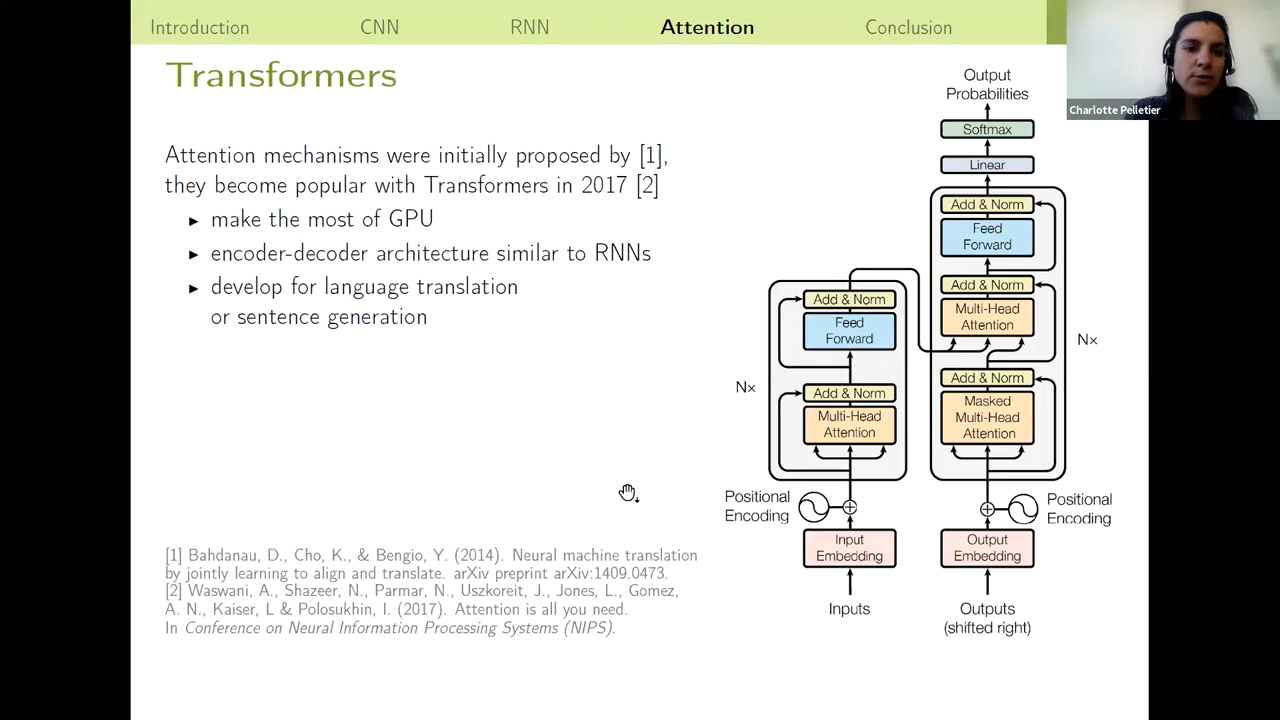 Introduction CNN RNN Attention Conclusion
Charlotte Pelletier
Transformers
Attention mechanisms were initially proposed by [1],
they become popular with Transformers in 2017 [2]
▸ make the most of GPU
▸ encoder-decoder architecture similar to RNNs
▸ develop for language translation
or sentence generation
[1] Bahdanau, D., Cho, K., & Bengio, Y. (2014). Neural machine translation
by jointly learning to align and translate. arXiv preprint arXiv:1409.0473.
[2] Waswani, A., Shazeer, N., Parmar, N., Uszkoreit, J., Jones, L., Gomez,
A. N., Kaiser, L & Polosukhin, I. (2017). Attention is all you need.
In Conference on Neural Information Processing Systems (NIPS).
Output
Probabilities
Softmax
Linear
Add & Norm
Feed
Forward
Add & Norm
Multi-Head
Attention
Nx
Add & Norm
Masked
Multi-Head
Attention
Positional
Encoding
Output
Embedding
Outputs
(shifted right)
Add & Norm
Feed
Forward
Nx
Add & Norm
Multi-Head
Attention
Positional
Encoding
Input
Embedding
Inputs